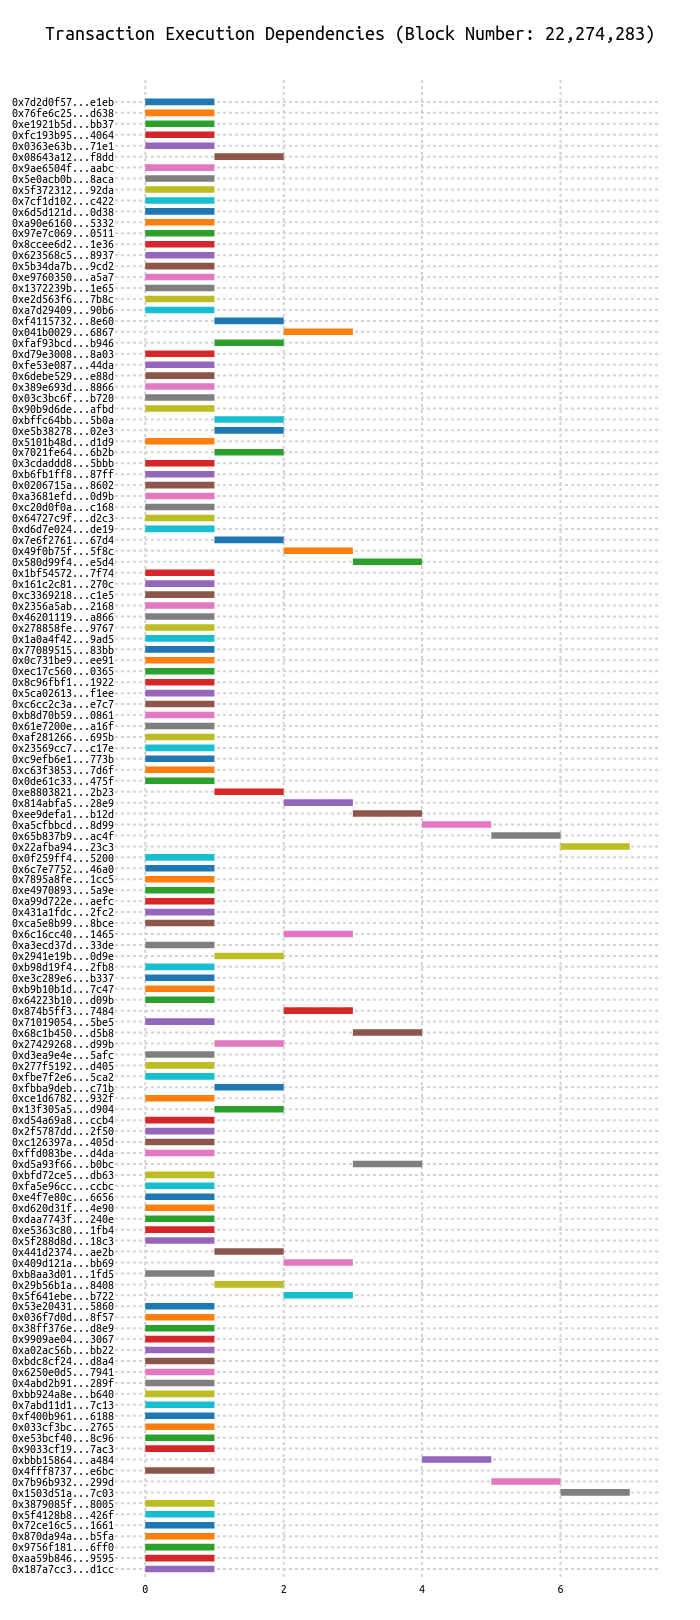 Transaction Execution Dependencies (Block Number: 22,274,283)
0x7d2d0f57...e1eb
0x76fe6c25...d638
0xe1921b5d...bb37
0xfc193b95...4064
0x0363e63b...71e1
0x08643a12...f8dd
0x9ae6504f...aabc
0x5e0acb0b...8aca
0x5f372312...92da
0x7cf1d102...c422
0x6d5d121d...0d38
0xa90e6160...5332
0x97e7c069...0511
0x8ccee6d2...1e36
0x623568c5...8937
0x5b34da7b...9cd2
0xe9760350...a5a7
0x1372239b...1e65
0xe2d563f6...7b8c
0xa7d29409...90b6
0xf4115732...8e60
0x041b0029...6867
0xfaf93bcd...b946
0xd79e3008...8a03
0xfe53e087...44da
0x6debe529...e88d
0x389e693d...8866
0x03c3bc6f...b720
0x90b9d6de...afbd
0xbffc64bb...5b0a
0xe5b38278...02e3
0x5101b48d...d1d9
0x7021fe64...6b2b
0x3cdaddd8...5bbb
0xb6fb1ff8...87ff
0x0206715a...8602
0xa3681efd...0d9b
0xc20d0f0a...c168
0x64727c9f...d2c3
0xd6d7e024...de19
0x7e6f2761...67d4
0x49f0b75f...5f8c
0x580d99f4...e5d4
0x1bf54572...7f74
0x161c2c81...270c
0xc3369218...c1e5
0x2356a5ab...2168
0x46201119...a866
0x278858fe...9767
0x1a0a4f42...9ad5
0x77089515...83bb
0x0c731be9...ee91
0xec17c560...0365
0x8c96fbf1...1922
0x5ca02613...f1ee
0xc6cc2c3a...e7c7
0xb8d70b59...0861
0x61e7200e...a16f
0xaf281266...695b
0x23569cc7...c17e
0xc9efb6e1...773b
0xc63f3853...7d6f
0x0de61c33...475f
0xe8803821...2b23
0x814abfa5...28e9
0xee9defa1...b12d
0xa5cfbbcd...8d99
0x65b837b9...ac4f
0x22afba94...23c3
0x0f259ff4...5200
0x6c7e7752...46a0
0x7895a8fe...1cc5
0xe4970893...5a9e
0xa99d722e...aefc
0x431a1fdc...2fc2
0xca5e8b99...8bce
0x6c16cc40...1465
0xa3ecd37d...33de
0x2941e19b...0d9e
0xb98d19f4...2fb8
0xe3c289e6...b337
0xb9b10b1d...7c47
0x64223b10...d09b
0x874b5ff3...7484
0x71019054...5be5
0x68c1b450...d5b8
0x27429268...d99b
0xd3ea9e4e...5afc
0x277f5192...d405
0xfbe7f2e6...5ca2
0xfbba9deb...c71b
0xce1d6782...932f
0x13f305a5...d904
0xd54a69a8...ccb4
0x2f5787dd...2f50
0xc126397a...405d
0xffd083be...d4da
0xd5a93f66...b0bc
0xbfd72ce5...db63
0xfa5e96cc...ccbc
0xe4f7e80c...6656
0xd620d31f...4e90
0xdaa7743f...240e
0xe5363c80...1fb4
0x5f288d8d...18c3
0x441d2374...ae2b
0x409d121a...bb69
0xb8aa3d01...1fd5
0x29b56b1a...8408
0x5f641ebe...b722
0x53e20431...5860
0x036f7d0d...8f57
0x38ff376e...d8e9
0x9909ae04...3067
0xa02ac56b...bb22
0xbdc8cf24...d8a4
0x6250e0d5...7941
0x4abd2b91...289f
0xbb924a8e...b640
0x7abd11d1...7c13
0xf400b961...6188
0x033cf3bc...2765
0xe53bcf40...8c96
0x9033cf19...7ac3
0xbbb15864...a484
0x4fff8737...e6bc
0x7b96b932...299d
0x1503d51a...7c03
0x3879085f...8005
0x5f4128b8...426f
0x72ce16c5...1661
0x870da94a...b5fa
0x9756f181...6ff0
0xaa59b846...9595
0x187a7cc3...d1cc
0 2 4 6